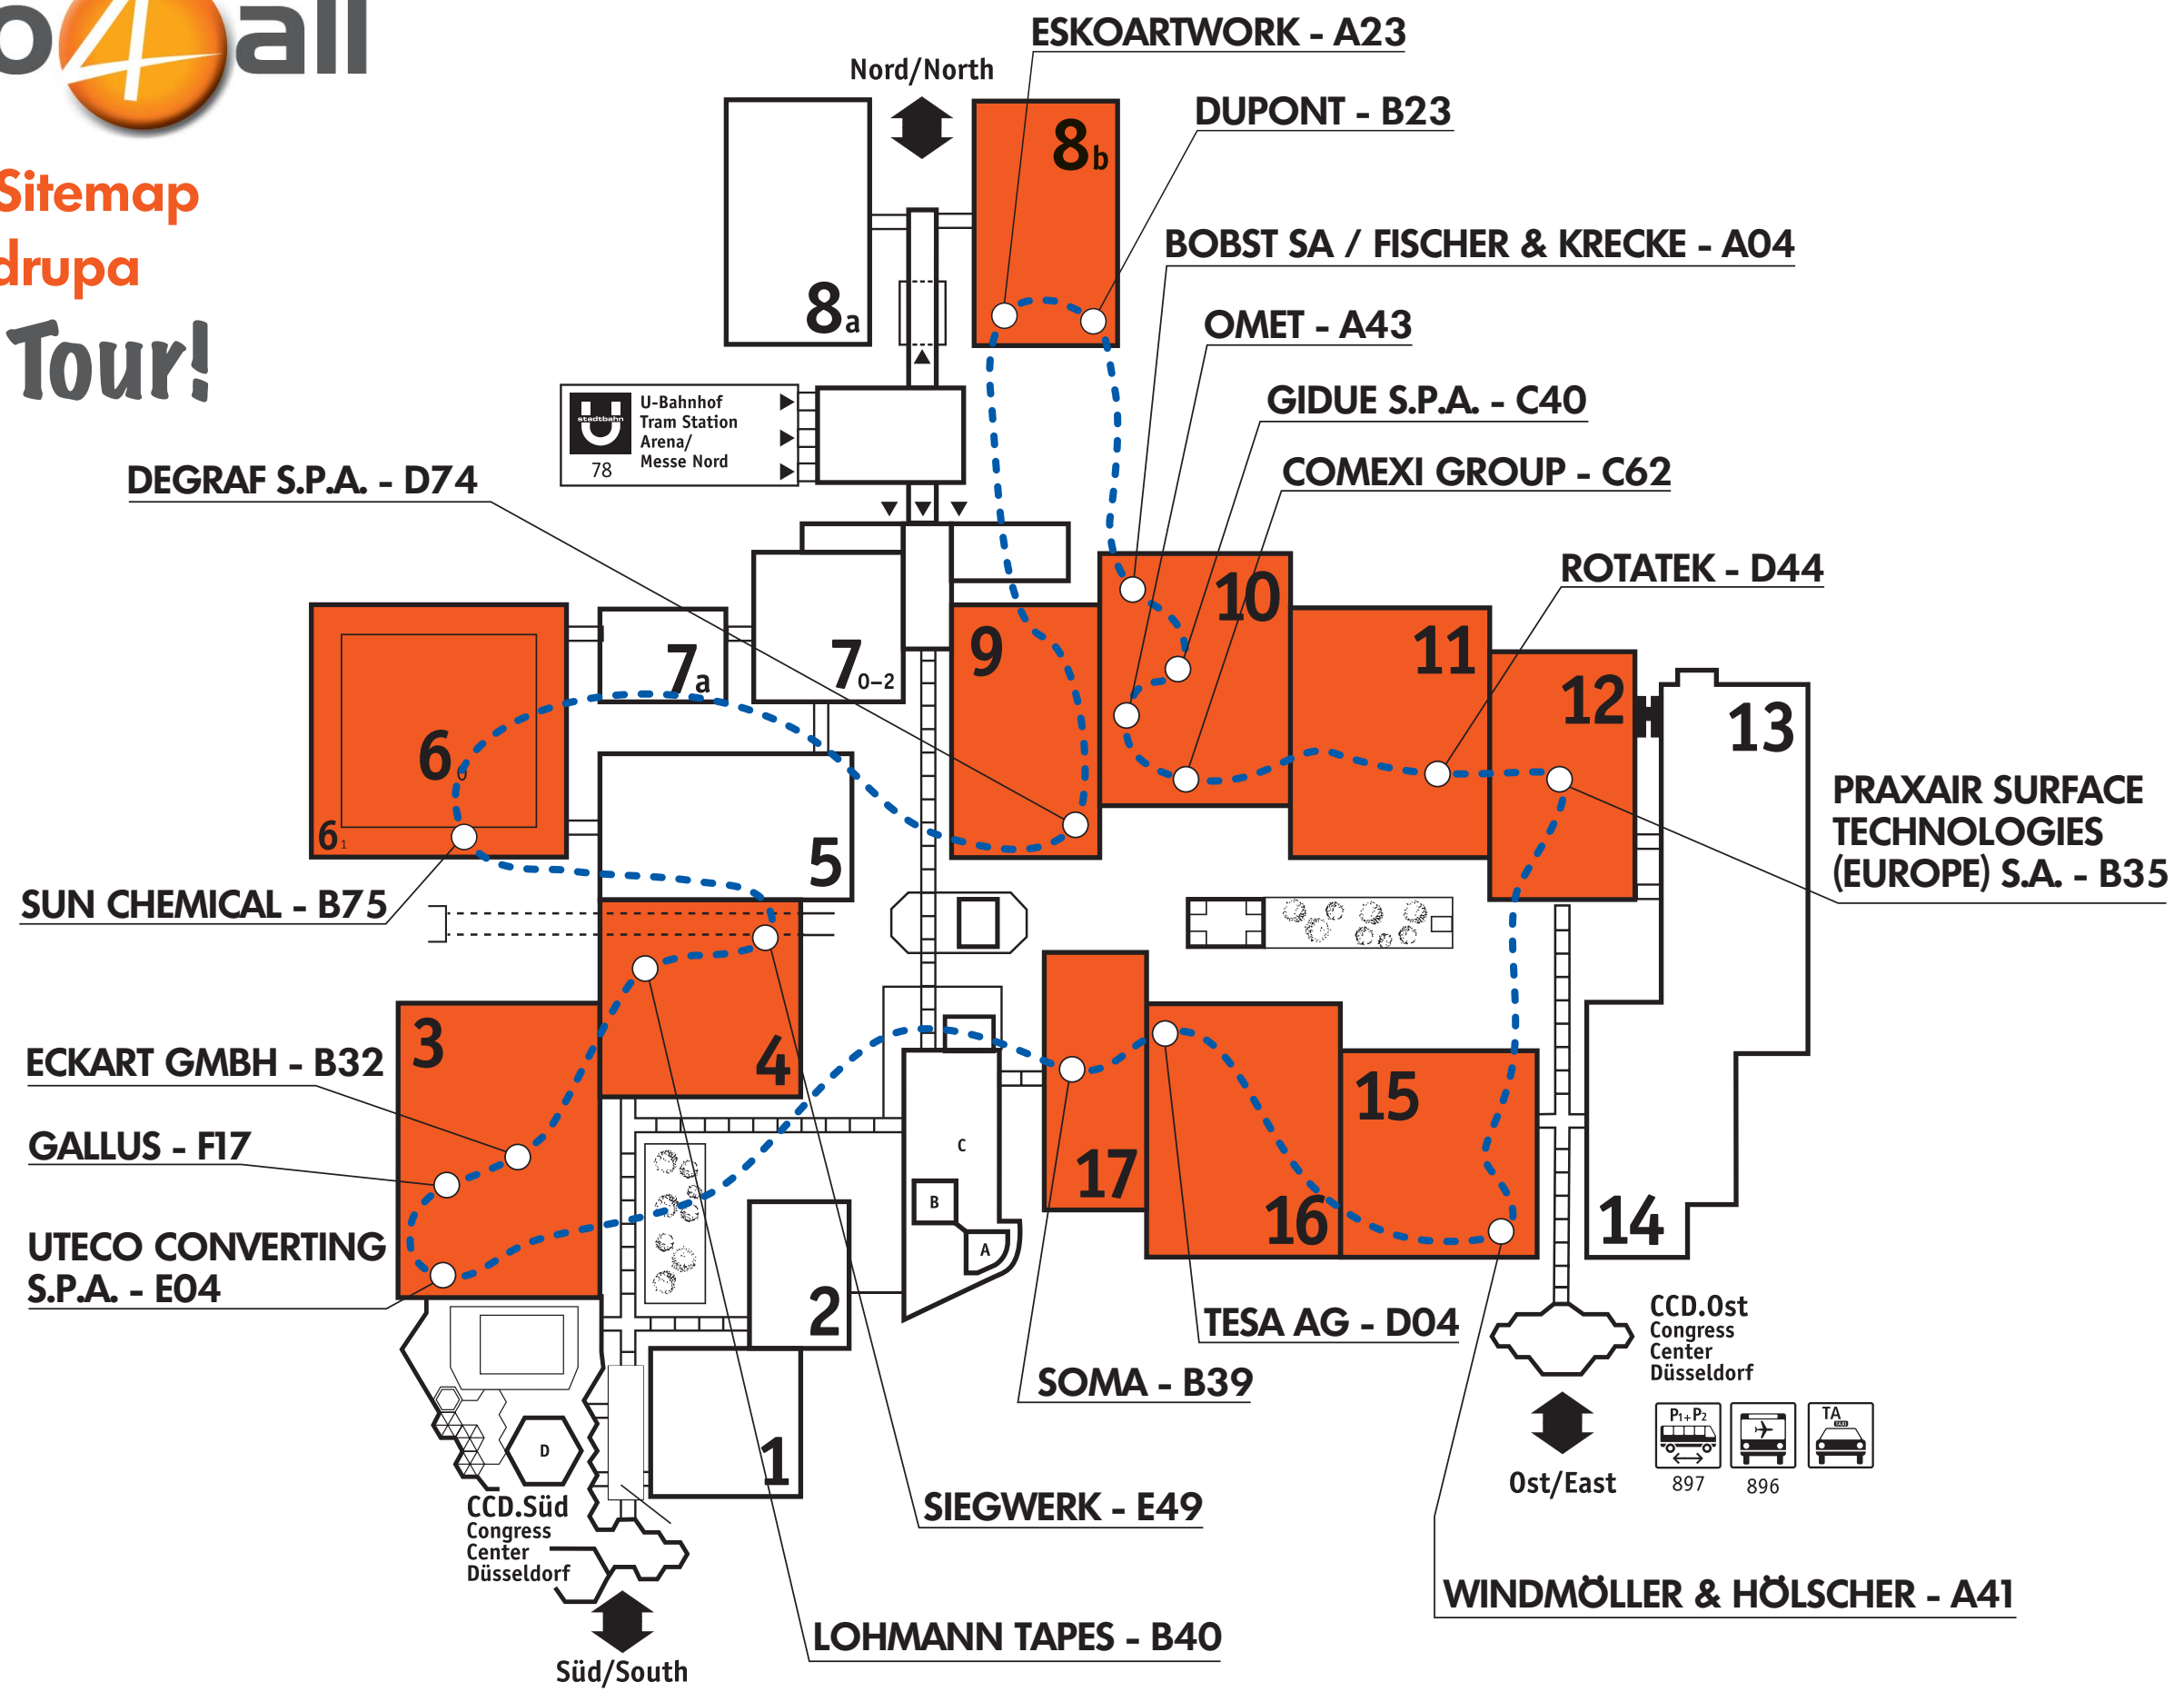 o4all
Sitemap
drupa
Tour!
ESKOARTWORK - A23
Nord/North
DUPONT - B23
8b
BOBST SA / FISCHER & KRECKE - A04
8a
OMET - A43
GIDUE S.P.A. - C40
stadtbahn
U
78
U-Bahnhof
Tram Station
Arena/
Messe Nord
COMEXI GROUP - C62
DEGRAF S.P.A. - D74
ROTATEK - D44
10
9
11
7a
70-2
12
13
60
61
5
PRAXAIR SURFACE
TECHNOLOGIES
(EUROPE) S.A. - B35
SUN CHEMICAL - B75
3
4
ECKART GMBH - B32
15
GALLUS - F17
C
17
B
16
14
A
UTECO CONVERTING
S.P.A. - E04
2
TESA AG - D04
CCD.Ost
Congress
Center
Düsseldorf
SOMA - B39
P1+P2
897
896
TA
TAXI
Ost/East
D
1
CCD.Süd
Congress
Center
Düsseldorf
SIEGWERK - E49
WINDMÖLLER & HÖLSCHER - A41
LOHMANN TAPES - B40
Süd/South